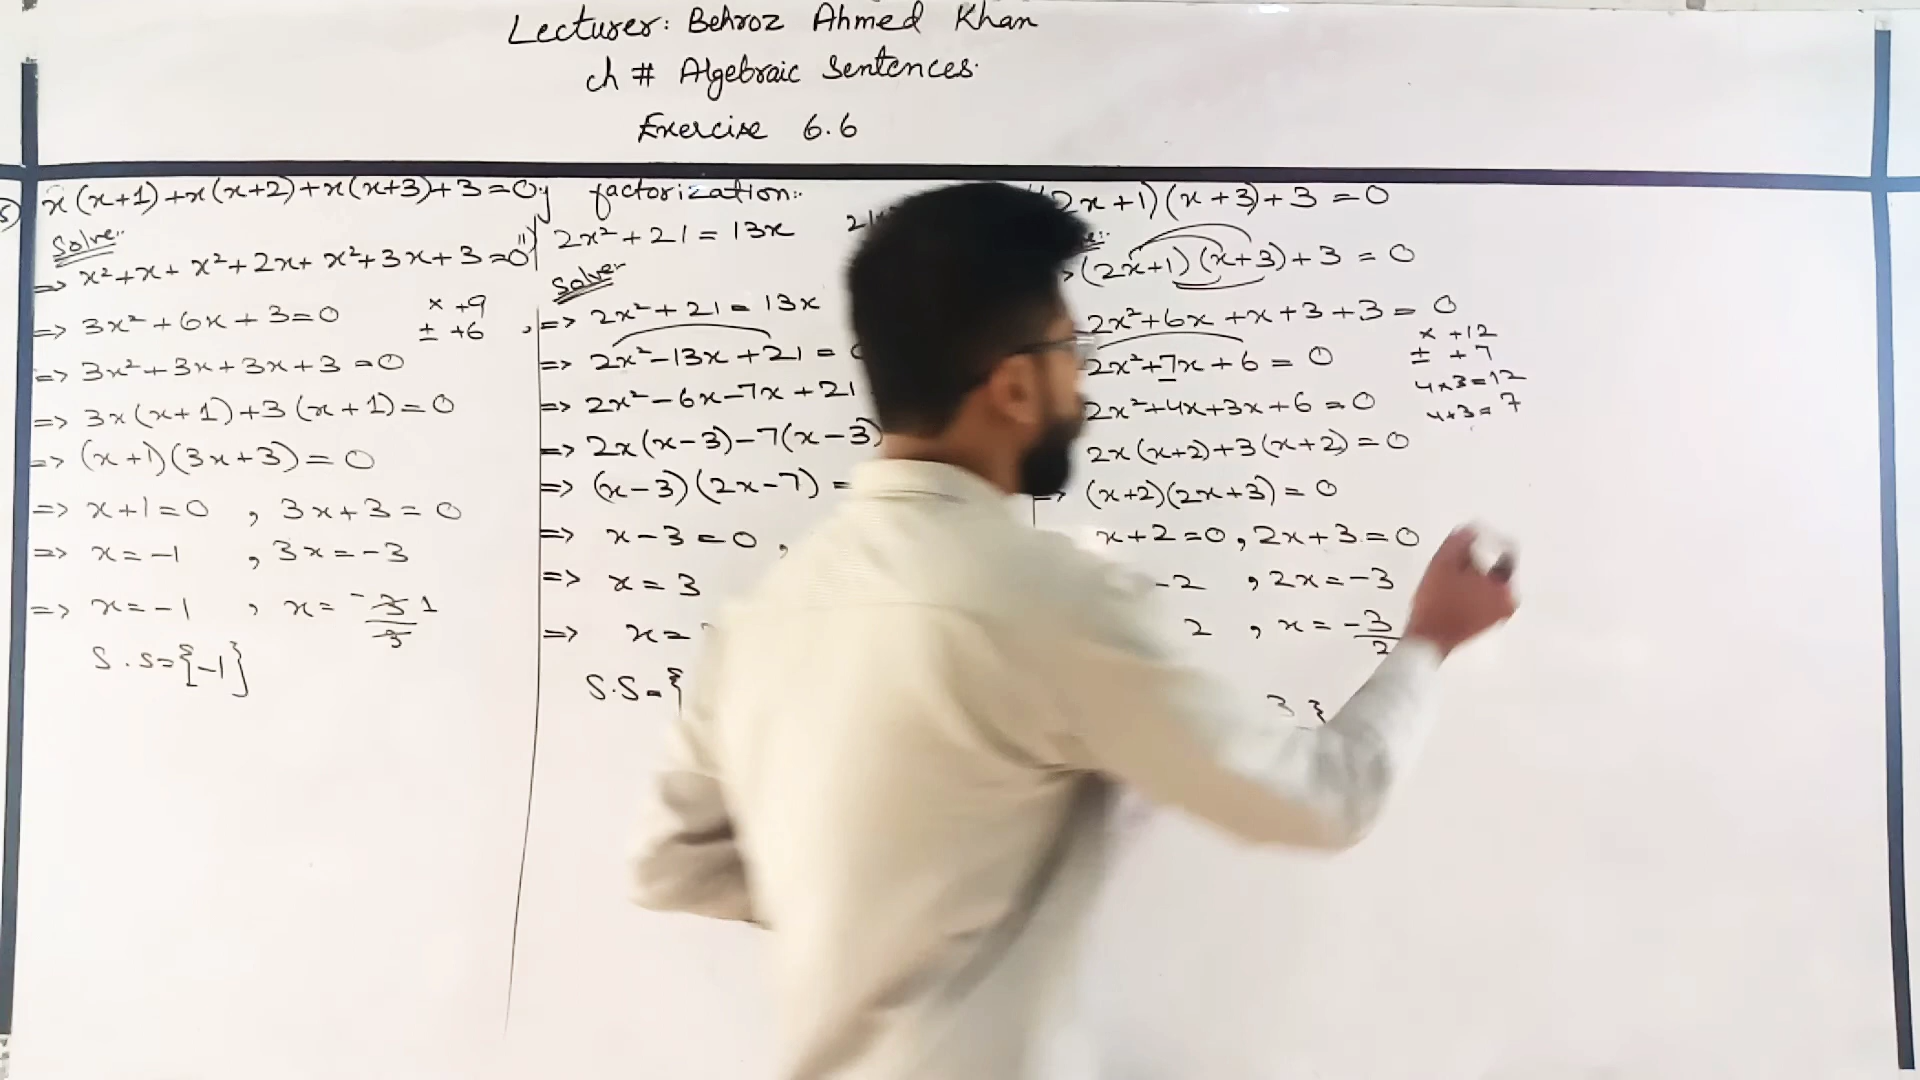 Lecturer: Behroz Ahmed Khan
ch # Algebraic Sentences.
Exercise 6.6
5) x(x+1)+x(x+2)+x(x+3)+3=0
Solve:-
=> x²+x+x²+2x+x²+3x+3=0
=> 3x²+6x+3=0
x +9
± +6
=> 3x²+3x+3x+3=0
=> 3x(x+1)+3(x+1)=0
=> (x+1)(3x+3)=0
=> x+1=0 , 3x+3=0
=> x=-1 , 3x=-3
=> x=-1 , x=-3/3 1
S.S={-1}
y factorization:-
11) 2x²+21=13x
Solve:-
=> 2x²+21=13x
=> 2x²-13x+21=
=> 2x²-6x-7x+21
=> 2x(x-3)-7(x-3)
=> (x-3)(2x-7)=
=> x-3=0,
=> x=3
=> x=
S.S={
2x+1)(x+3)+3=0
(2x+1)(x+3)+3=0
2x²+6x+x+3+3=0
2x²+7x+6=0
x +12
± +7
4x3=12
4+3=7
2x²+4x+3x+6=0
2x(x+2)+3(x+2)=0
=> (x+2)(2x+3)=0
x+2=0, 2x+3=0
-2 , 2x=-3
2 , x=-3/2
3 }